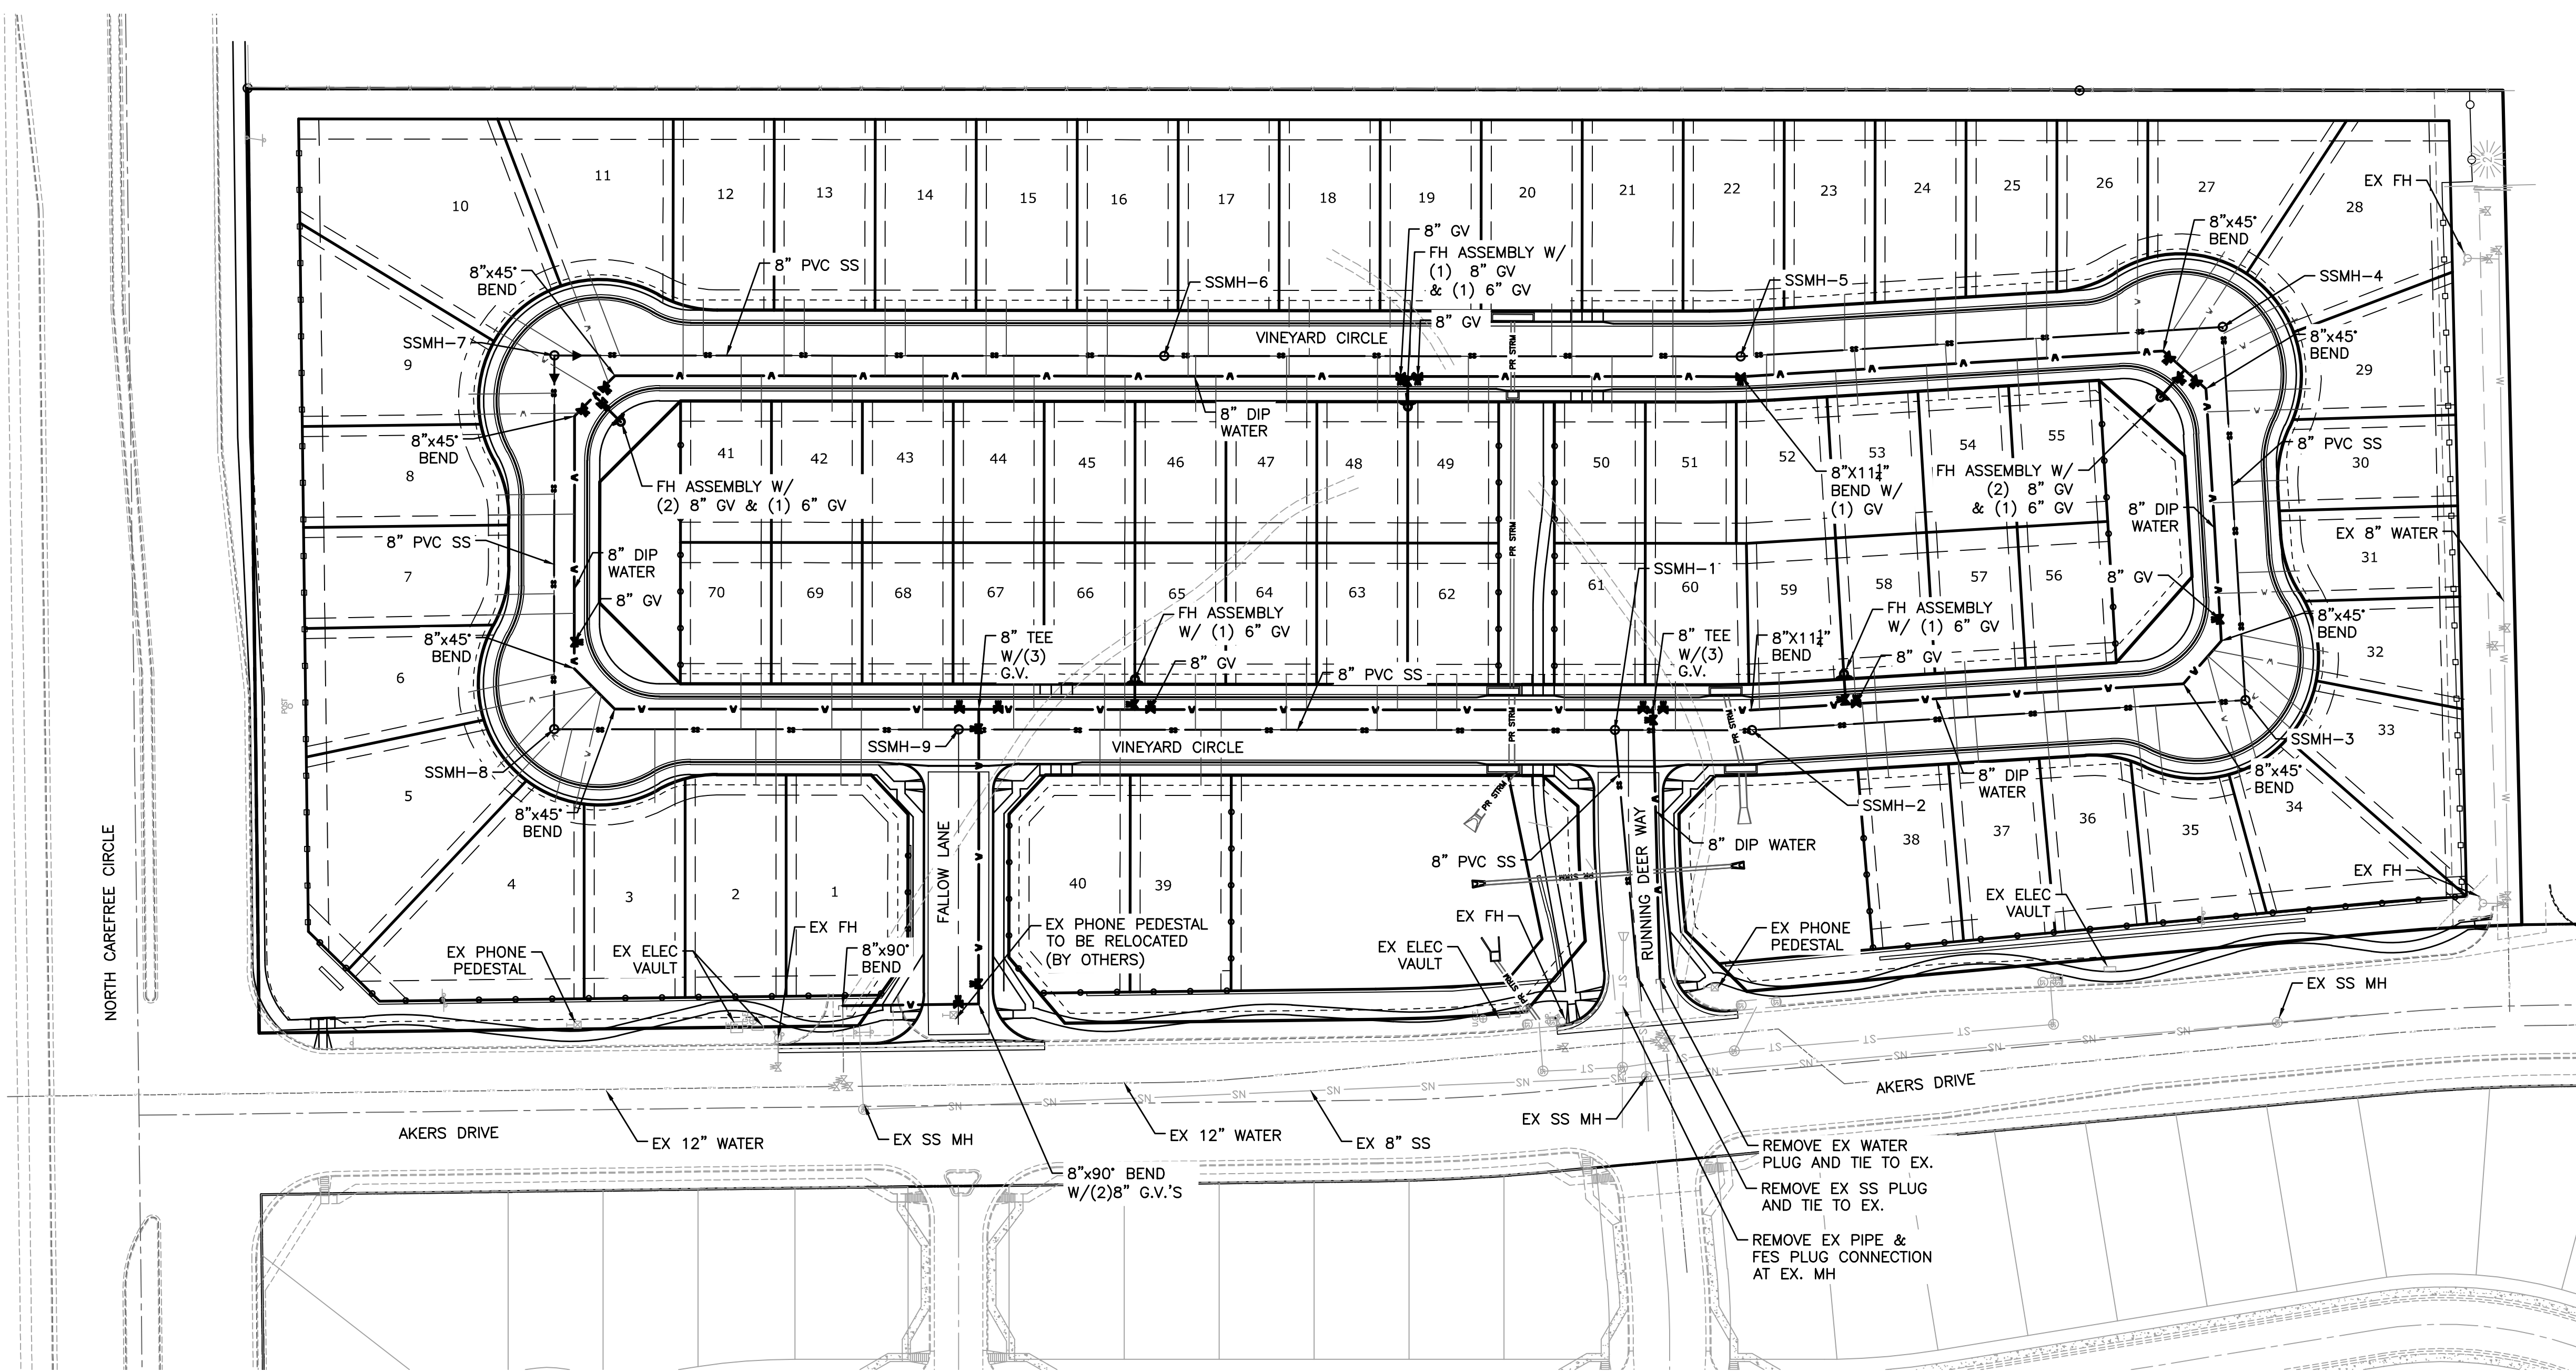 10
11
12
13
14
15
16
17
18
19
20
21
22
23
24
25
26
27
28
EX FH
2
8" GV
FH ASSEMBLY W/
(1) 8" GV
& (1) 6" GV
8" GV
8"x45°
BEND
8" PVC SS
SSMH-6
SSMH-5
8"x45°
BEND
SSMH-4
VINEYARD CIRCLE
SSMH-7
8"x45°
BEND
9
29
8" DIP
WATER
8"x45°
BEND
8" PVC SS
30
8
41
42
43
44
45
46
47
48
49
50
51
52
53
54
55
FH ASSEMBLY W/
(2) 8" GV & (1) 6" GV
8"X11¼"
BEND W/
(1) GV
FH ASSEMBLY W/
(2) 8" GV
& (1) 6" GV
8" DIP
WATER
EX 8" WATER
PR STRM
PR STRM
8" PVC SS
8" DIP
WATER
7
8" GV
31
70
69
68
67
66
65
64
63
62
61
60
59
58
57
56
SSMH-1
8" GV
8"x45°
BEND
8" TEE
W/(3)
G.V.
FH ASSEMBLY
W/ (1) 6" GV
8" GV
8" PVC SS
8" TEE
W/(3)
G.V.
8"X11¼"
BEND
FH ASSEMBLY
W/ (1) 6" GV
8" GV
8"x45°
BEND
32
6
POST
33
SSMH-9
VINEYARD CIRCLE
PR STRM
PR STRM
SSMH-3
SSMH-8
5
8"x45°
BEND
PR STRM
SSMH-2
8" DIP
WATER
8"x45°
BEND
34
NORTH CAREFREE CIRCLE
4
3
2
1
FALLOW LANE
40
39
8" PVC SS
PR STRM
RUNNING DEER WAY
8" DIP WATER
38
37
36
35
EX FH
EX PHONE
PEDESTAL
EX ELEC
VAULT
EX FH
8"x90°
BEND
EX PHONE PEDESTAL
TO BE RELOCATED
(BY OTHERS)
EX FH
EX ELEC
VAULT
PR STRM
EX PHONE
PEDESTAL
EX ELEC
VAULT
EX SS MH
AKERS DRIVE
EX 12" WATER
EX SS MH
EX 12" WATER
EX 8" SS
EX SS MH
AKERS DRIVE
8"x90° BEND
W/(2)8" G.V.'S
REMOVE EX WATER
PLUG AND TIE TO EX.
REMOVE EX SS PLUG
AND TIE TO EX.
REMOVE EX PIPE &
FES PLUG CONNECTION
AT EX. MH